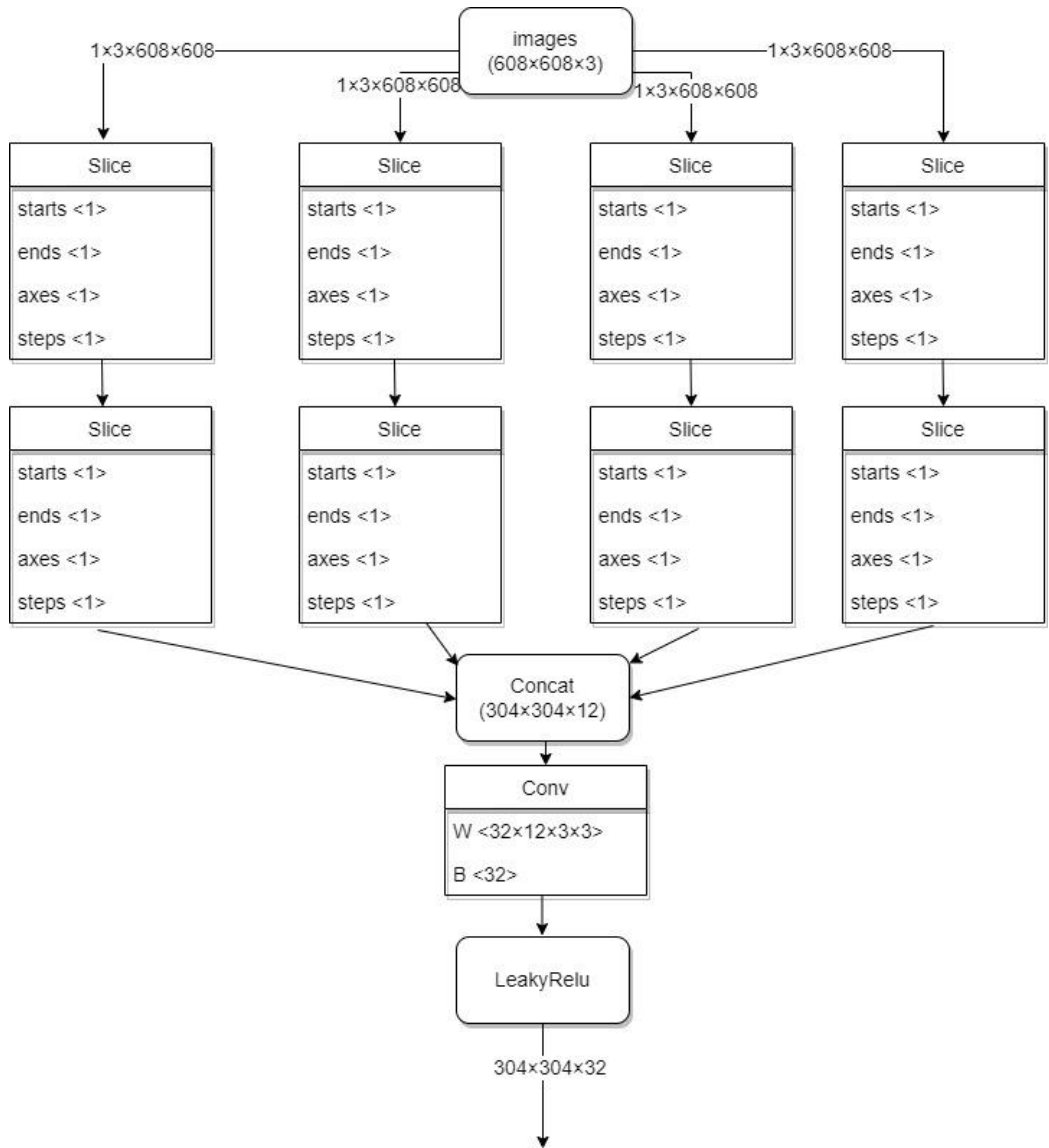 images
(608×608×3)
1×3×608×608
1×3×608×608
1×3×608×608
1×3×608×608
Slice
starts <1>
ends <1>
axes <1>
steps <1>
Slice
starts <1>
ends <1>
axes <1>
steps <1>
Slice
starts <1>
ends <1>
axes <1>
steps <1>
Slice
starts <1>
ends <1>
axes <1>
steps <1>
Slice
starts <1>
ends <1>
axes <1>
steps <1>
Slice
starts <1>
ends <1>
axes <1>
steps <1>
Slice
starts <1>
ends <1>
axes <1>
steps <1>
Slice
starts <1>
ends <1>
axes <1>
steps <1>
Concat
(304×304×12)
Conv
W <32×12×3×3>
B <32>
LeakyRelu
304×304×32